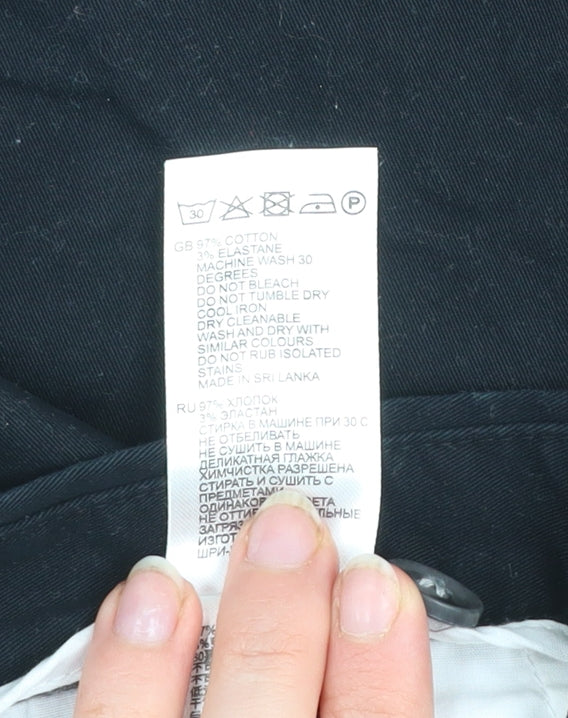 30 P
GB 97% COTTON
3% ELASTANE
MACHINE WASH 30
DEGREES
DO NOT BLEACH
DO NOT TUMBLE DRY
COOL IRON
DRY CLEANABLE
WASH AND DRY WITH
SIMILAR COLOURS
DO NOT RUB ISOLATED
STAINS
MADE IN SRI LANKA
RU 97% ХЛОПОК
3% ЭЛАСТАН
СТИРКА В МАШИНЕ ПРИ 30 С
НЕ ОТБЕЛИВАТЬ
НЕ СУШИТЬ В МАШИНЕ
ДЕЛИКАТНАЯ ГЛАЖКА
ХИМЧИСТКА РАЗРЕШЕНА
СТИРАТЬ И СУШИТЬ С
ПРЕДМЕТАМИ
НЕ